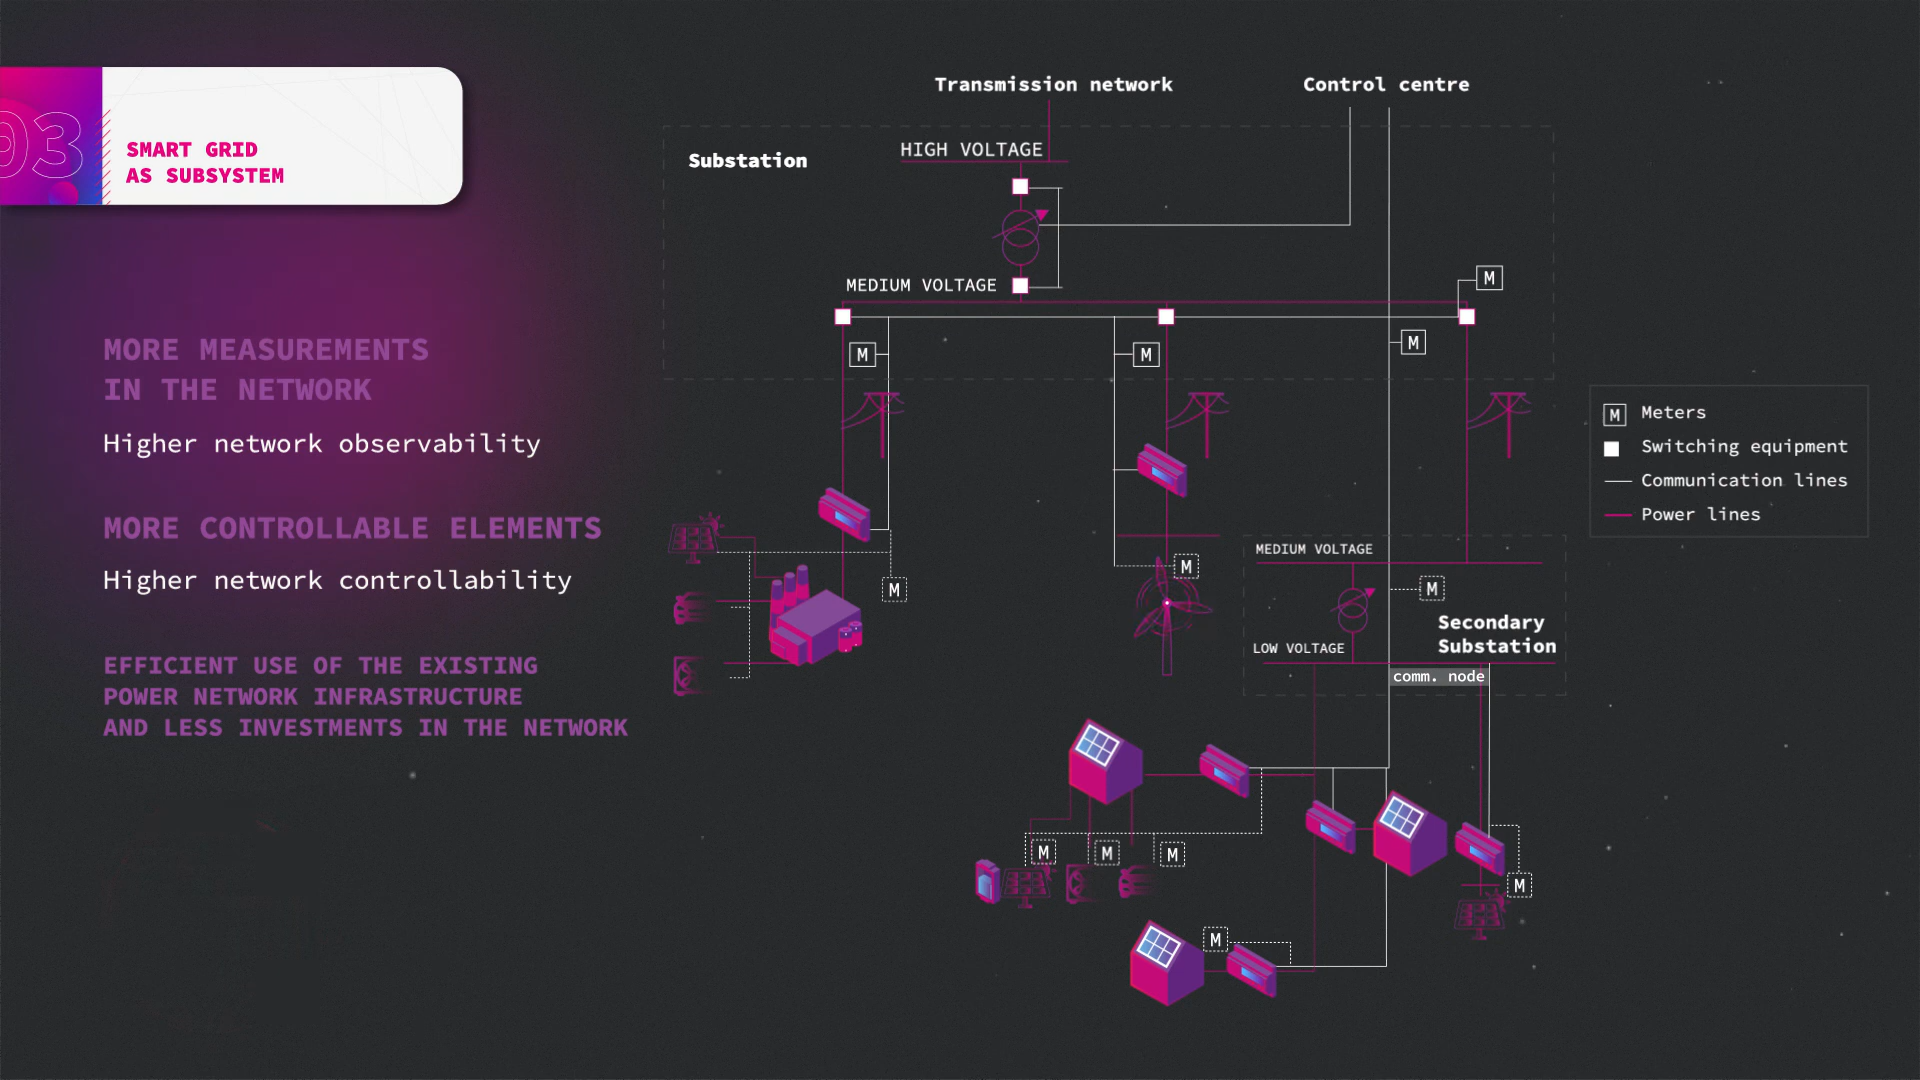 03
SMART GRID
AS SUBSYSTEM
MORE MEASUREMENTS
IN THE NETWORK
Higher network observability
MORE CONTROLLABLE ELEMENTS
Higher network controllability
EFFICIENT USE OF THE EXISTING
POWER NETWORK INFRASTRUCTURE
AND LESS INVESTMENTS IN THE NETWORK
Transmission network
Control centre
Substation
HIGH VOLTAGE
MEDIUM VOLTAGE
M
M
M
M
M
M
MEDIUM VOLTAGE
M
Secondary
Substation
LOW VOLTAGE
comm. node
M
M
M
M
M
M Meters
Switching equipment
Communication lines
Power lines